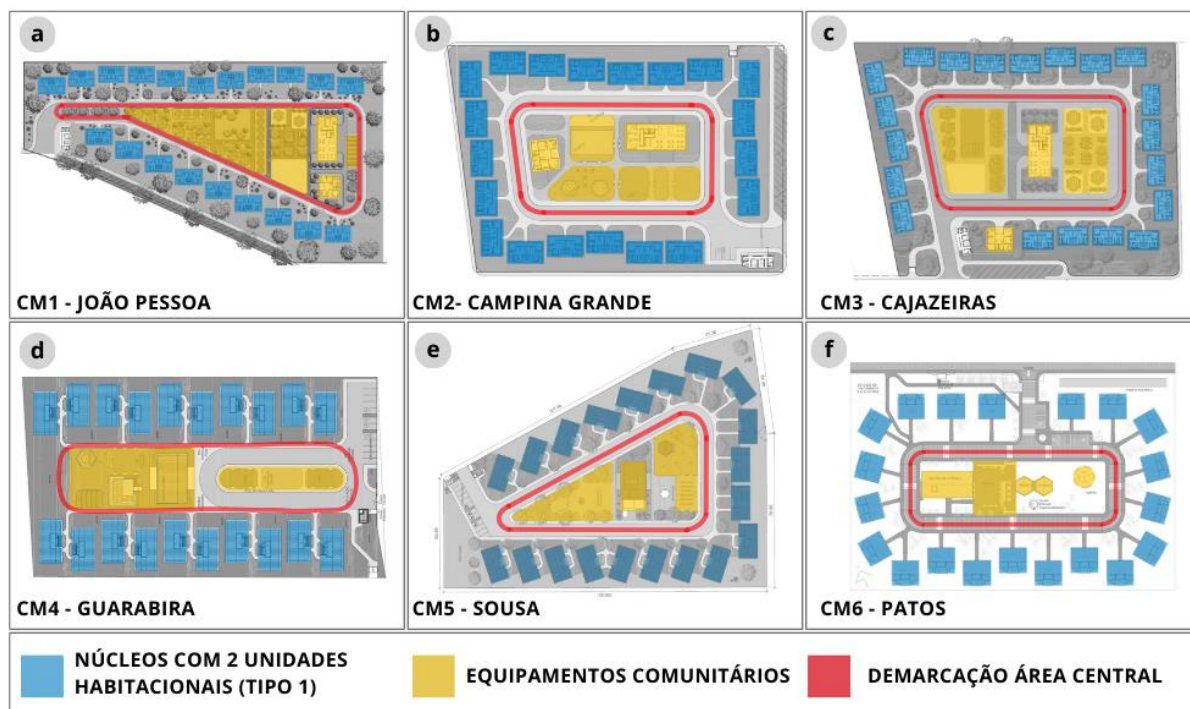 a
b
c
CM1 - JOÃO PESSOA
CM2- CAMPINA GRANDE
CM3 - CAJAZEIRAS
d
e
f
CM4 - GUARABIRA
CM5 - SOUSA
CM6 - PATOS
NÚCLEOS COM 2 UNIDADES
HABITACIONAIS (TIPO 1)
EQUIPAMENTOS COMUNITÁRIOS
DEMARCAÇÃO ÁREA CENTRAL